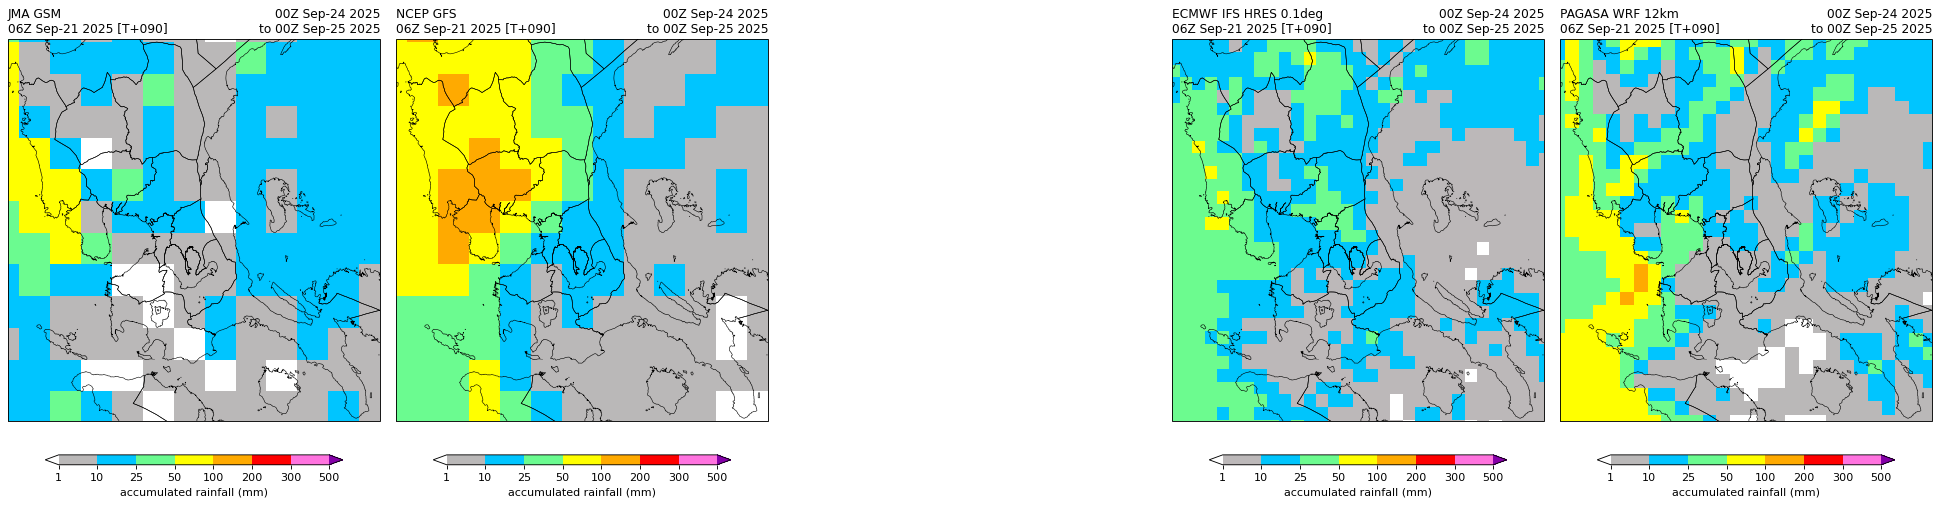 JMA GSM 00Z Sep-24 2025
06Z Sep-21 2025 [T+090] to 00Z Sep-25 2025
1 10 25 50 100 200 300 500
accumulated rainfall (mm)
NCEP GFS 00Z Sep-24 2025
06Z Sep-21 2025 [T+090] to 00Z Sep-25 2025
1 10 25 50 100 200 300 500
accumulated rainfall (mm)
ECMWF IFS HRES 0.1deg 00Z Sep-24 2025
06Z Sep-21 2025 [T+090] to 00Z Sep-25 2025
1 10 25 50 100 200 300 500
accumulated rainfall (mm)
PAGASA WRF 12km 00Z Sep-24 2025
06Z Sep-21 2025 [T+090] to 00Z Sep-25 2025
1 10 25 50 100 200 300 500
accumulated rainfall (mm)